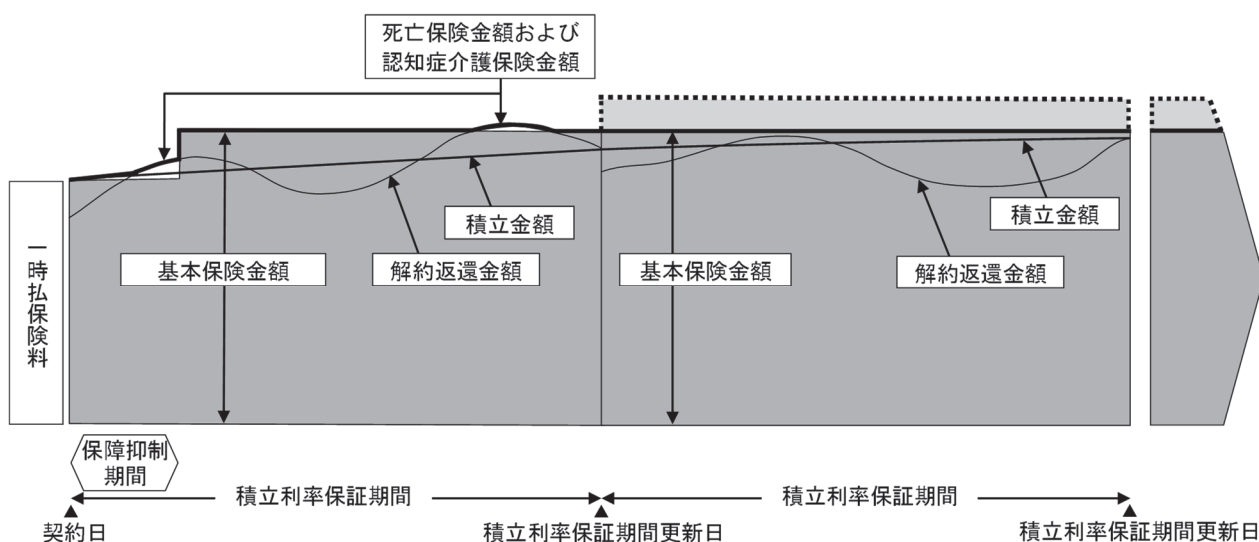 死亡保険金額および
認知症介護保険金額
一時払保険料
基本保険金額
積立金額
解約返還金額
基本保険金額
積立金額
解約返還金額
保障抑制
期間
積立利率保証期間
積立利率保証期間
契約日
積立利率保証期間更新日
積立利率保証期間更新日